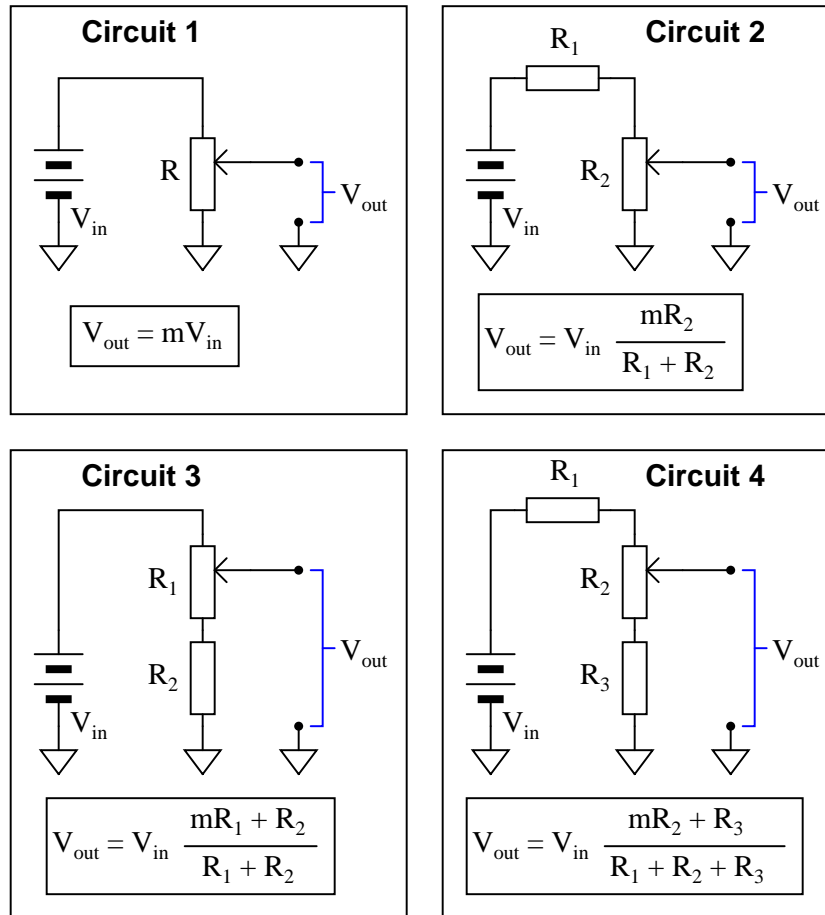 Circuit 1
R
V_in
V_out
V_out = mV_in
Circuit 2
R_1
R_2
V_in
V_out
V_out = V_in mR_2 / (R_1 + R_2)
Circuit 3
R_1
R_2
V_in
V_out
V_out = V_in (mR_1 + R_2) / (R_1 + R_2)
Circuit 4
R_1
R_2
R_3
V_in
V_out
V_out = V_in (mR_2 + R_3) / (R_1 + R_2 + R_3)